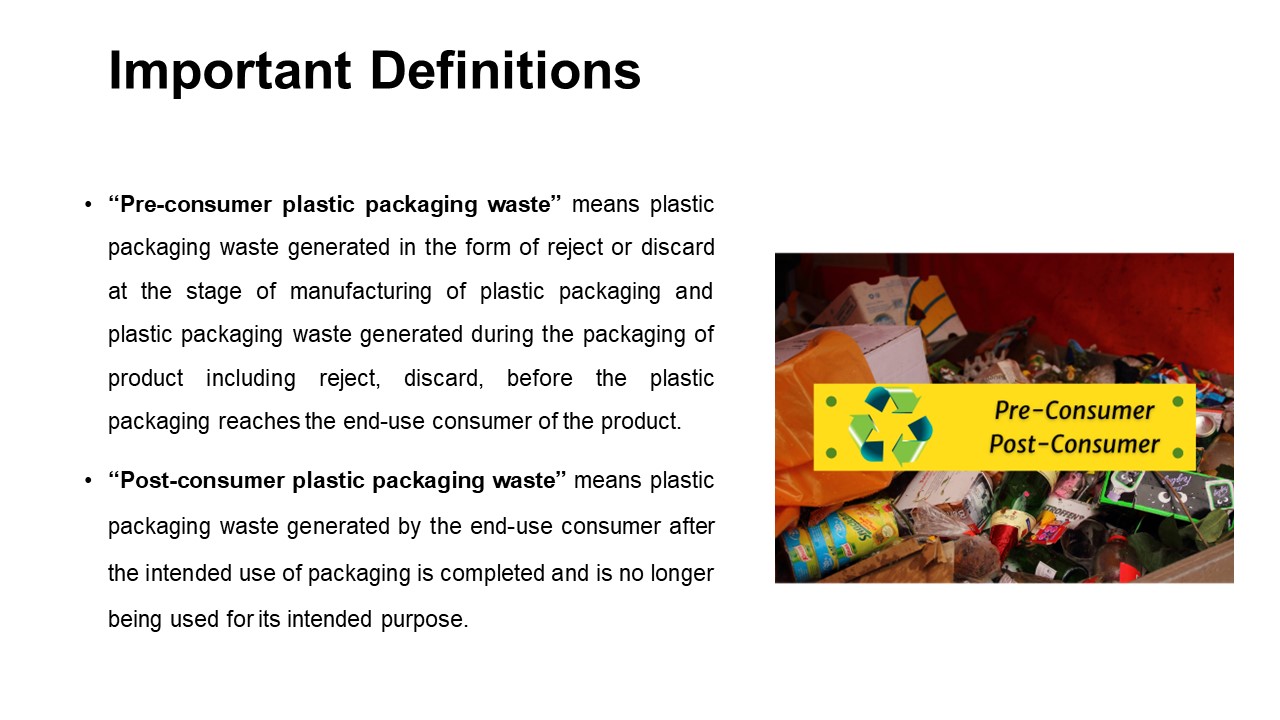 Important Definitions
• “Pre-consumer plastic packaging waste” means plastic
packaging waste generated in the form of reject or discard
at the stage of manufacturing of plastic packaging and
plastic packaging waste generated during the packaging of
product including reject, discard, before the plastic
packaging reaches the end-use consumer of the product.
• “Post-consumer plastic packaging waste” means plastic
packaging waste generated by the end-use consumer after
the intended use of packaging is completed and is no longer
being used for its intended purpose.
Pre-Consumer
Post-Consumer